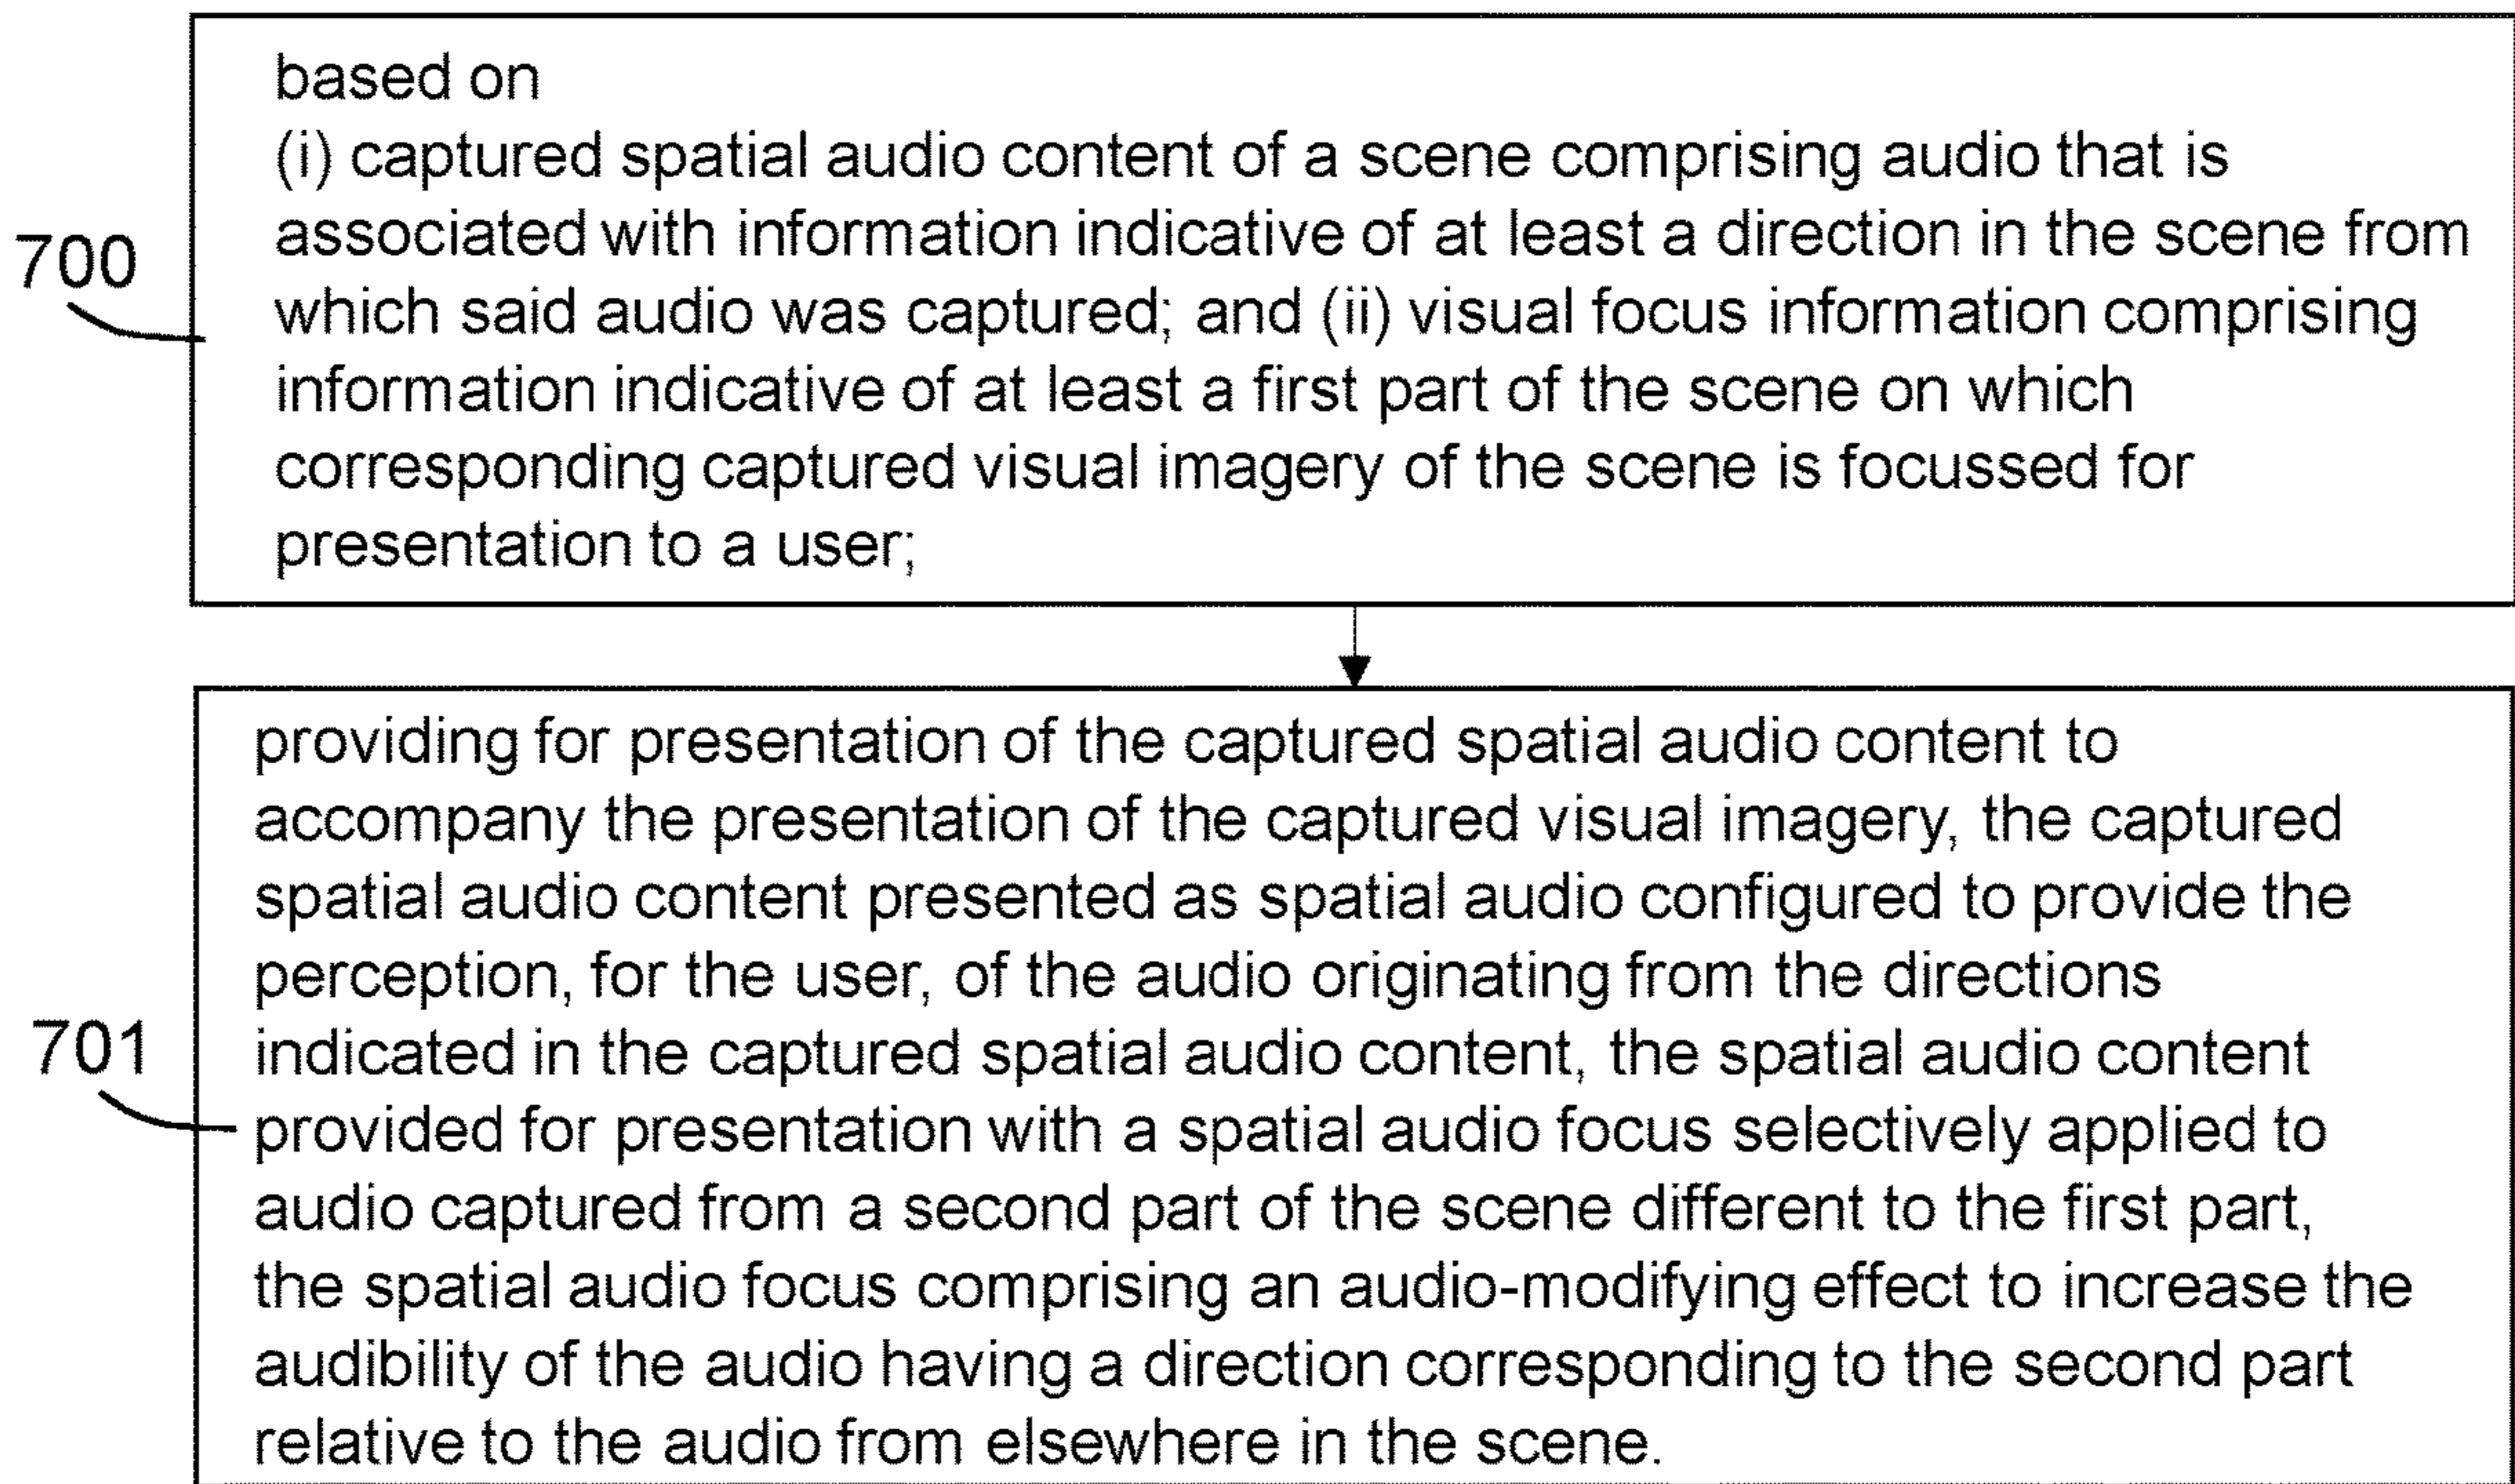 based on
(i) captured spatial audio content of a scene comprising audio that is
associated with information indicative of at least a direction in the scene from
which said audio was captured; and (ii) visual focus information comprising
information indicative of at least a first part of the scene on which
corresponding captured visual imagery of the scene is focussed for
presentation to a user;
700
providing for presentation of the captured spatial audio content to
accompany the presentation of the captured visual imagery, the captured
spatial audio content presented as spatial audio configured to provide the
perception, for the user, of the audio originating from the directions
indicated in the captured spatial audio content, the spatial audio content
provided for presentation with a spatial audio focus selectively applied to
audio captured from a second part of the scene different to the first part,
the spatial audio focus comprising an audio-modifying effect to increase the
audibility of the audio having a direction corresponding to the second part
relative to the audio from elsewhere in the scene.
701